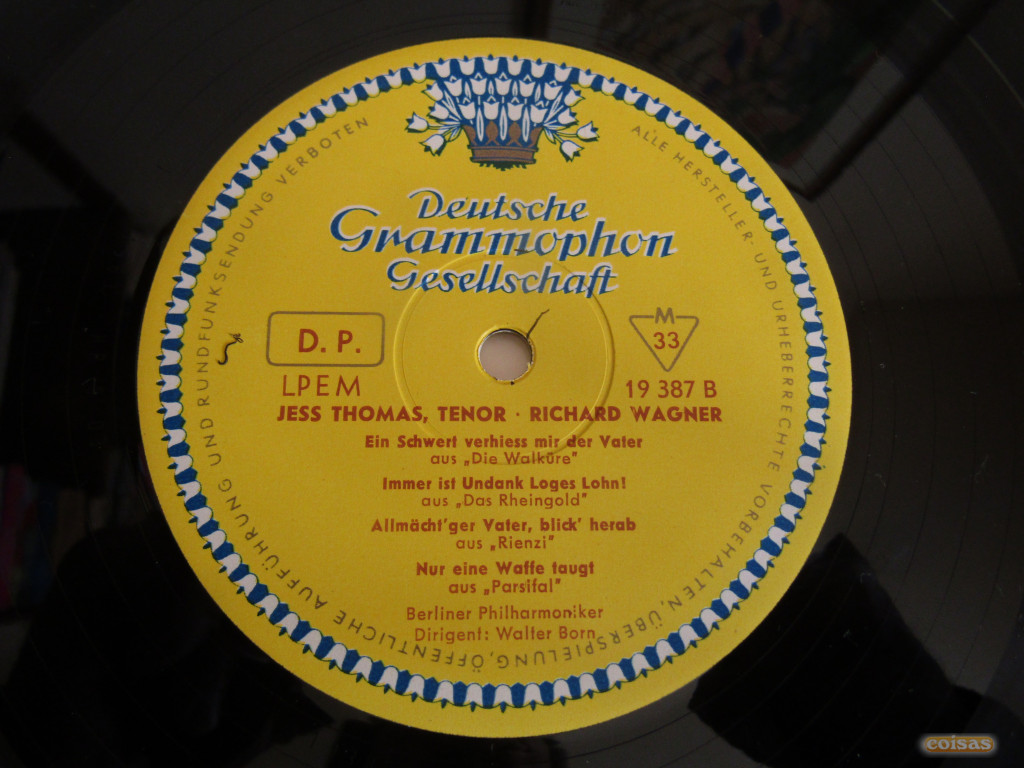 Deutsche
Grammophon
Gesellschaft
D. P.
M
33
LPEM
19 387 B
JESS THOMAS, TENOR · RICHARD WAGNER
Ein Schwert verhiess mir der Vater
aus „Die Walküre"
Immer ist Undank Loges Lohn!
aus „Das Rheingold"
Allmächt'ger Vater, blick' herab
aus „Rienzi"
Nur eine Waffe taugt
aus „Parsifal"
Berliner Philharmoniker
Dirigent: Walter Born
ALLE HERSTELLER- UND URHEBERRECHTE VORBEHALTEN, ÜBERSPIELUNG, ÖFFENTLICHE AUFFÜHRUNG UND RUNDFUNKSENDUNG VERBOTEN
coisas